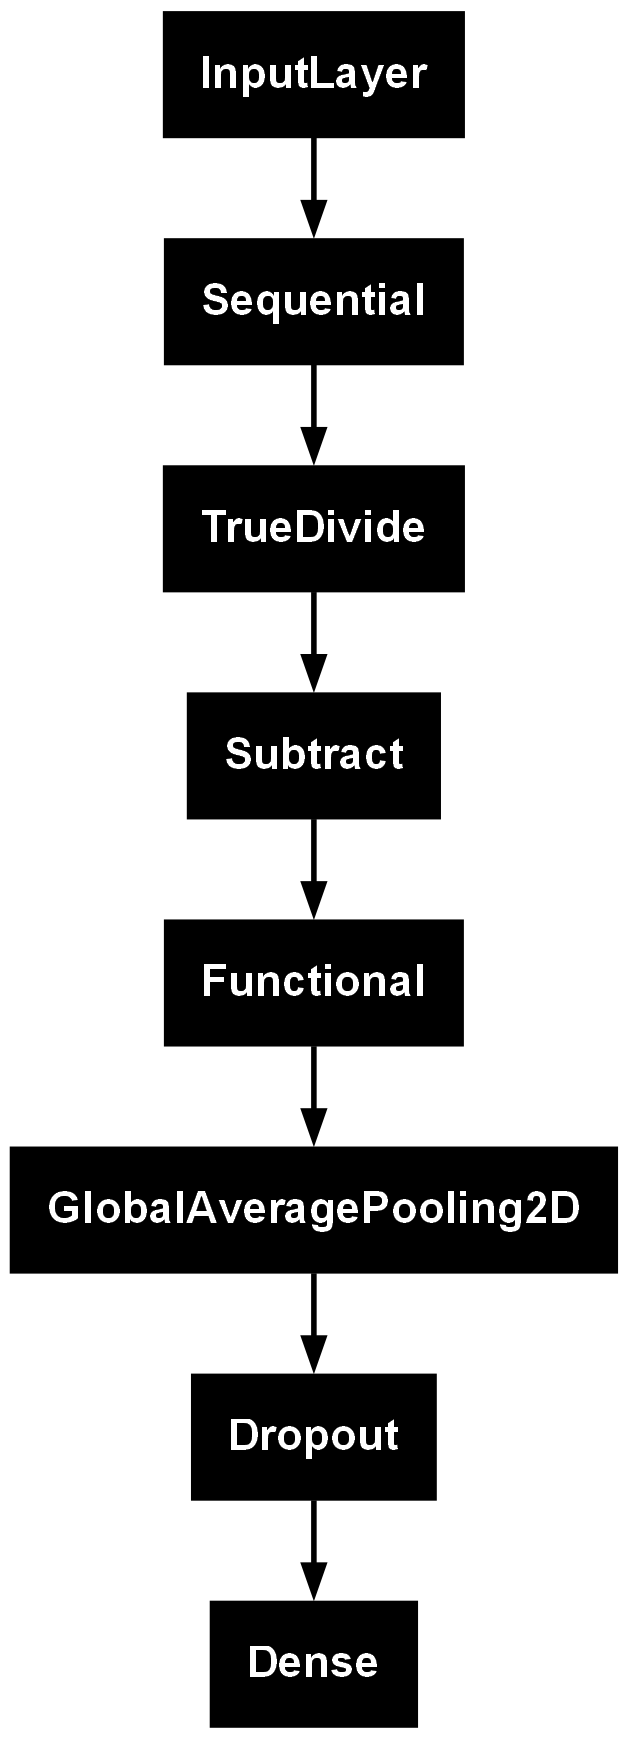 InputLayer
Sequential
TrueDivide
Subtract
Functional
GlobalAveragePooling2D
Dropout
Dense